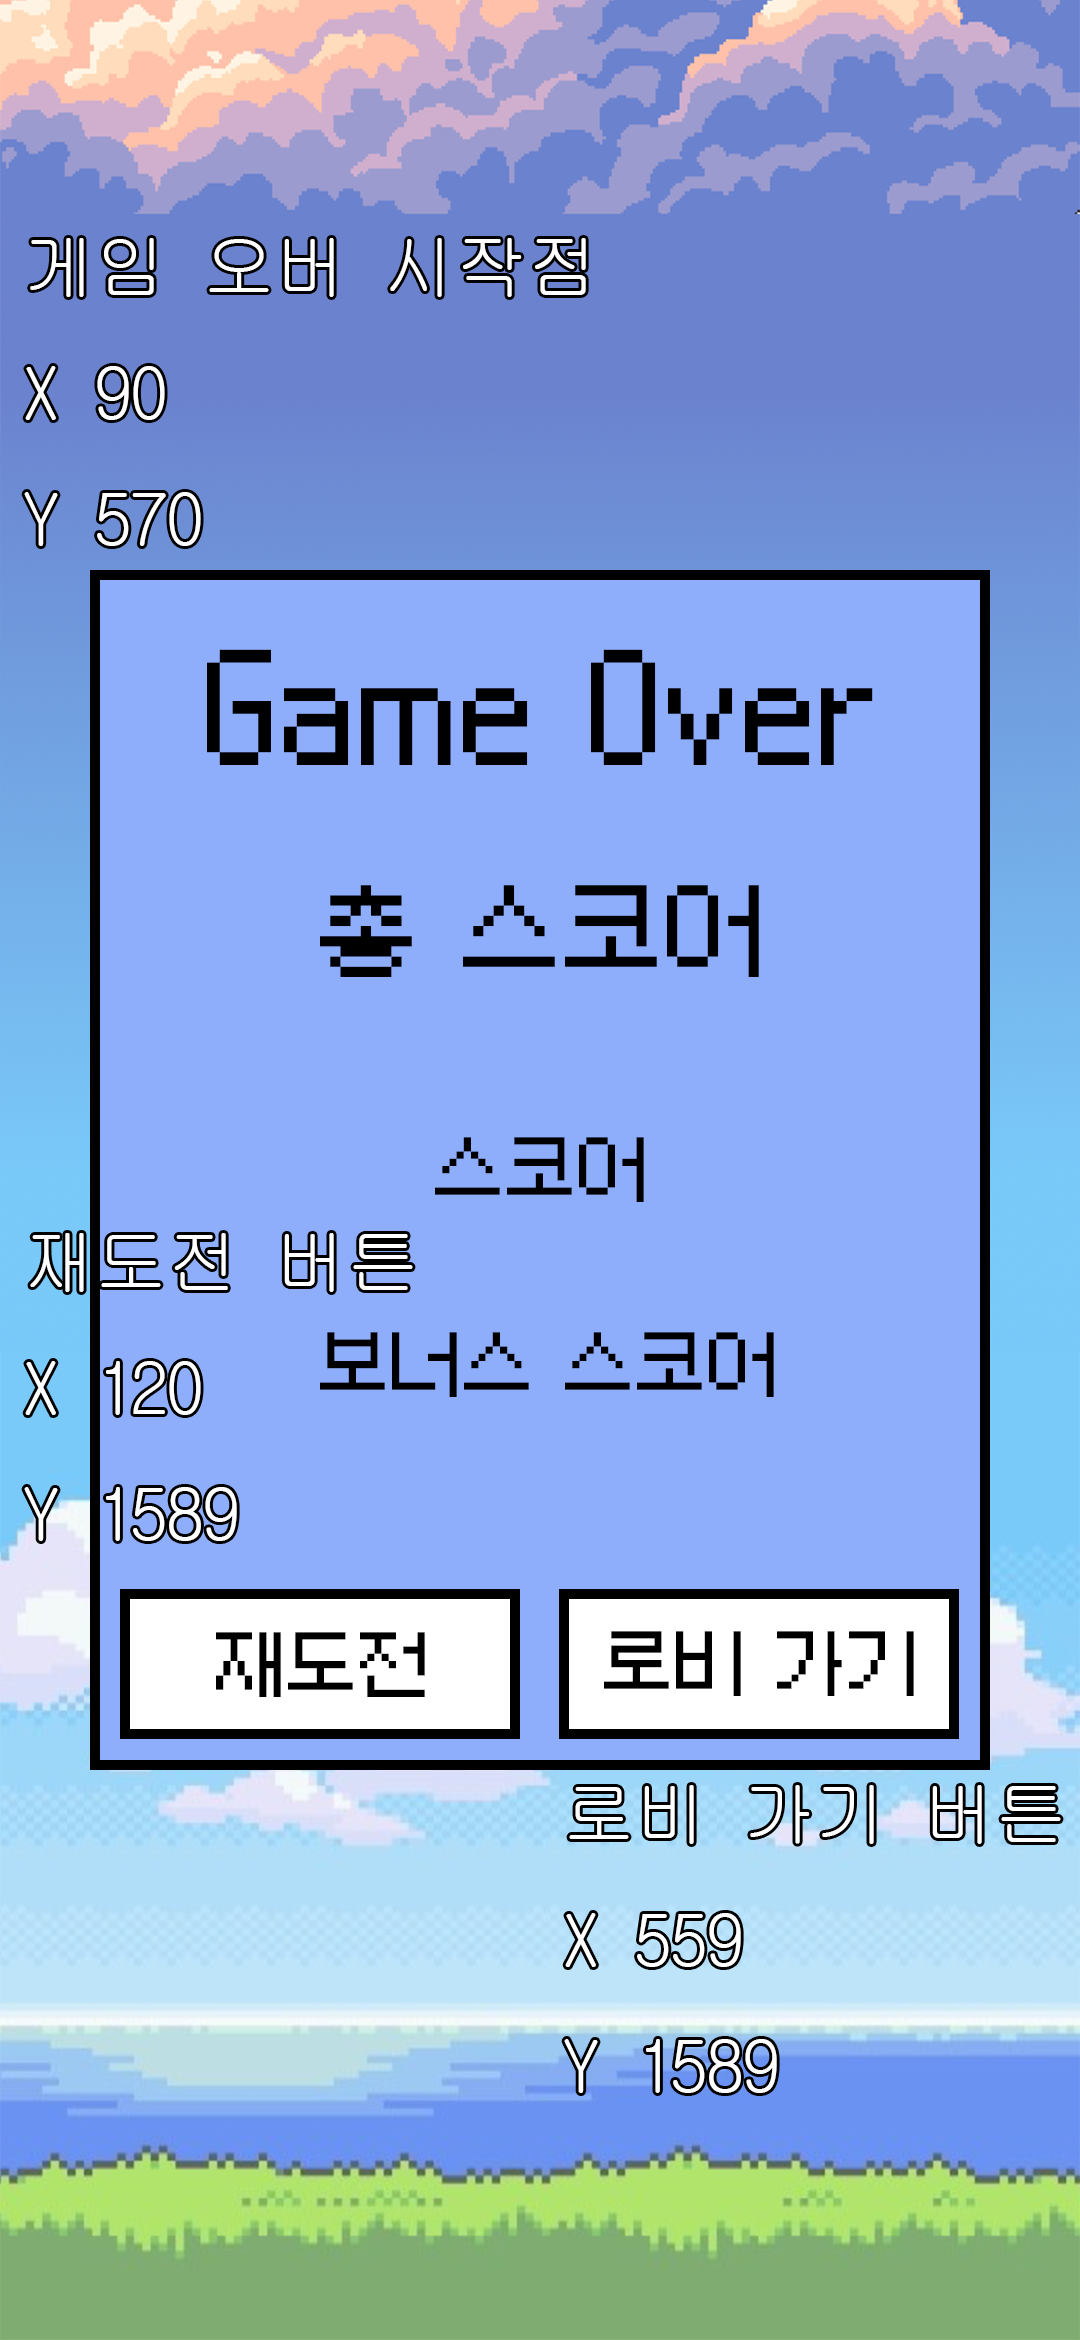 게임 오버 시작점
X 90
Y 570
Game Over
총 스코어
스코어
재도전 버튼
보너스 스코어
X 120
Y 1589
재도전
로비 가기
로비 가기 버튼
X 559
Y 1589